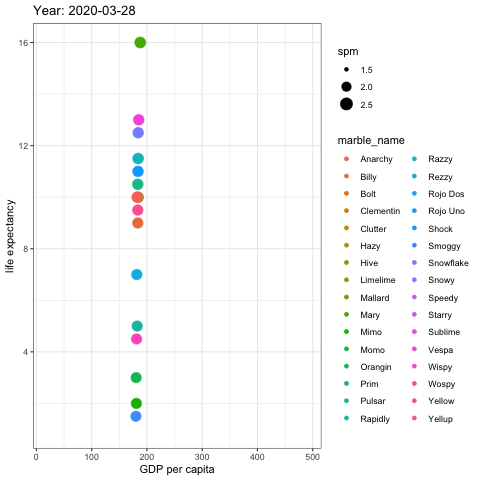 Year: 2020-03-28
16
12
8
4
life expectancy
0 100 200 300 400 500
GDP per capita
spm
1.5
2.0
2.5
marble_name
Anarchy Razzy
Billy Rezzy
Bolt Rojo Dos
Clementin Rojo Uno
Clutter Shock
Hazy Smoggy
Hive Snowflake
Limelime Snowy
Mallard Speedy
Mary Starry
Mimo Sublime
Momo Vespa
Orangin Wispy
Prim Wospy
Pulsar Yellow
Rapidly Yellup